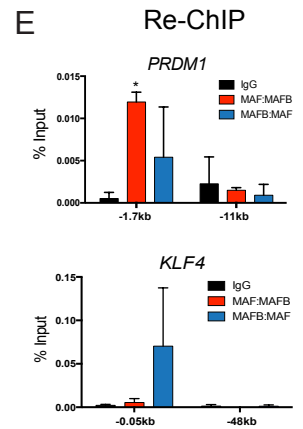 E
Re-ChIP
PRDM1
% Input
0.015
0.010
0.005
0.000
*
IgG
MAF:MAFB
MAFB:MAF
-1.7kb
-11kb
KLF4
% Input
0.15
0.10
0.05
0.00
IgG
MAF:MAFB
MAFB:MAF
-0.05kb
-48kb